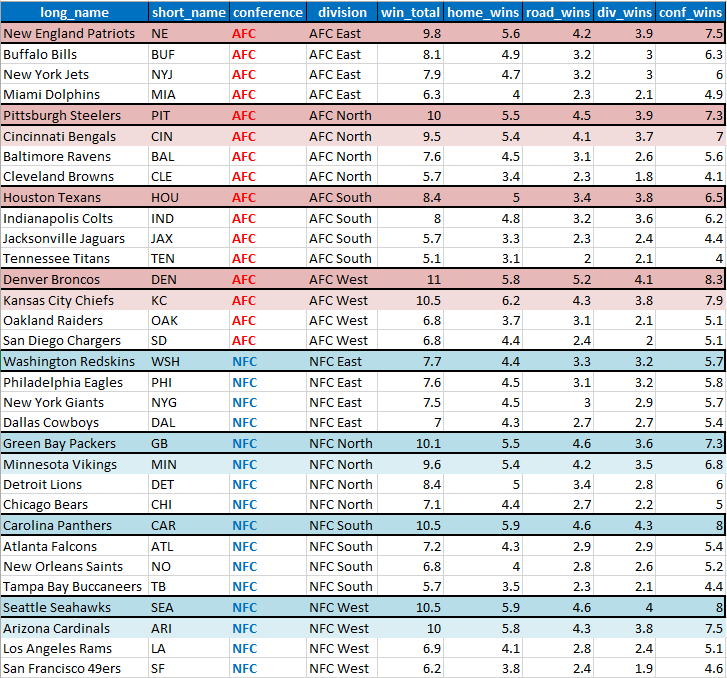 long_name short_name conference division win_total home_wins road_wins div_wins conf_wins
New England Patriots NE AFC AFC East 9.8 5.6 4.2 3.9 7.5
Buffalo Bills BUF AFC AFC East 8.1 4.9 3.2 3 6.3
New York Jets NYJ AFC AFC East 7.9 4.7 3.2 3 6
Miami Dolphins MIA AFC AFC East 6.3 4 2.3 2.1 4.9
Pittsburgh Steelers PIT AFC AFC North 10 5.5 4.5 3.9 7.3
Cincinnati Bengals CIN AFC AFC North 9.5 5.4 4.1 3.7 7
Baltimore Ravens BAL AFC AFC North 7.6 4.5 3.1 2.6 5.6
Cleveland Browns CLE AFC AFC North 5.7 3.4 2.3 1.8 4.1
Houston Texans HOU AFC AFC South 8.4 5 3.4 3.8 6.5
Indianapolis Colts IND AFC AFC South 8 4.8 3.2 3.6 6.2
Jacksonville Jaguars JAX AFC AFC South 5.7 3.3 2.3 2.4 4.4
Tennessee Titans TEN AFC AFC South 5.1 3.1 2 2.1 4
Denver Broncos DEN AFC AFC West 11 5.8 5.2 4.1 8.3
Kansas City Chiefs KC AFC AFC West 10.5 6.2 4.3 3.8 7.9
Oakland Raiders OAK AFC AFC West 6.8 3.7 3.1 2.1 5.1
San Diego Chargers SD AFC AFC West 6.8 4.4 2.4 2 5.1
Washington Redskins WSH NFC NFC East 7.7 4.4 3.3 3.2 5.7
Philadelphia Eagles PHI NFC NFC East 7.6 4.5 3.1 3.2 5.8
New York Giants NYG NFC NFC East 7.5 4.5 3 2.9 5.7
Dallas Cowboys DAL NFC NFC East 7 4.3 2.7 2.7 5.4
Green Bay Packers GB NFC NFC North 10.1 5.5 4.6 3.6 7.3
Minnesota Vikings MIN NFC NFC North 9.6 5.4 4.2 3.5 6.8
Detroit Lions DET NFC NFC North 8.4 5 3.4 2.8 6
Chicago Bears CHI NFC NFC North 7.1 4.4 2.7 2.2 5
Carolina Panthers CAR NFC NFC South 10.5 5.9 4.6 4.3 8
Atlanta Falcons ATL NFC NFC South 7.2 4.3 2.9 2.9 5.4
New Orleans Saints NO NFC NFC South 6.8 4 2.8 2.6 5.2
Tampa Bay Buccaneers TB NFC NFC South 5.7 3.5 2.3 2.1 4.4
Seattle Seahawks SEA NFC NFC West 10.5 5.9 4.6 4 8
Arizona Cardinals ARI NFC NFC West 10 5.8 4.3 3.8 7.5
Los Angeles Rams LA NFC NFC West 6.9 4.1 2.8 2.4 5.1
San Francisco 49ers SF NFC NFC West 6.2 3.8 2.4 1.9 4.6